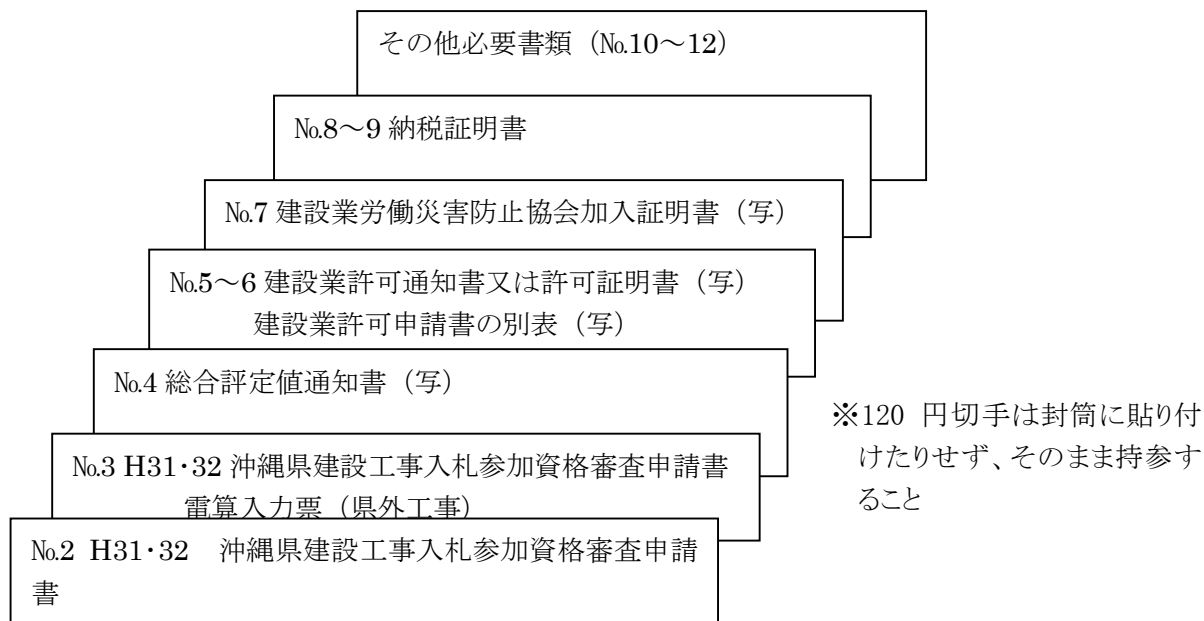 その他必要書類（№10～12）
№8～9 納税証明書
№7 建設業労働災害防止協会加入証明書（写）
№5～6 建設業許可通知書又は許可証明書（写）
建設業許可申請書の別表（写）
№4 総合評定値通知書（写）
※120 円切手は封筒に貼り付
けたりせず、そのまま持参す
ること
№3 H31･32 沖縄県建設工事入札参加資格審査申請書
電算入力票（県外工事）
№2 H31･32　沖縄県建設工事入札参加資格審査申請
書